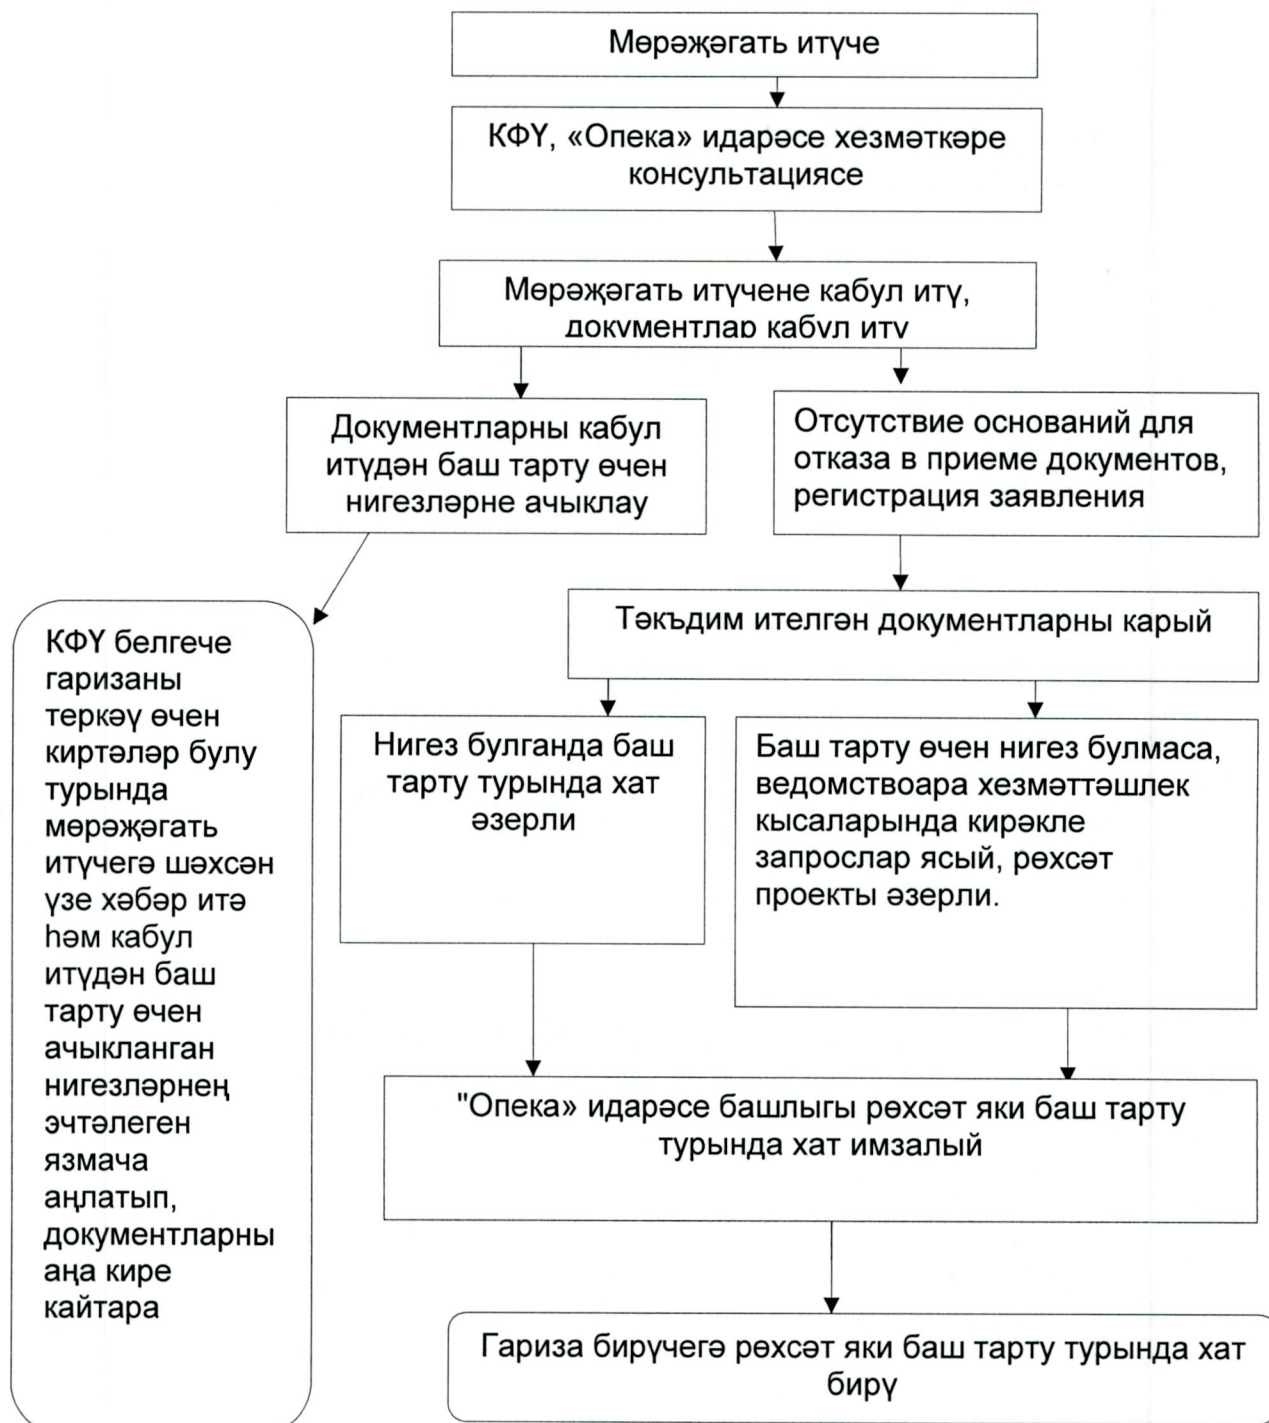 Мөрәҗәгать итүче
КФҮ, «Опека» идарәсе хезмәткәре
консультациясе
Мөрәҗәгать итүчене кабул итү,
документлар кабул итү
Документларны кабул
итүдән баш тарту өчен
нигезләрне ачыклау
Отсутствие оснований для
отказа в приеме документов,
регистрация заявления
КФҮ белгече
гаризаны
теркәү өчен
киртәләр булу
турында
мөрәҗәгать
итүчегә шәхсән
үзе хәбәр итә
һәм кабул
итүдән баш
тарту өчен
ачыкланган
нигезләрнең
эчтәлеген
язмача
аңлатып,
документларны
аңа кире
кайтара
Тәкъдим ителгән документларны карый
Нигез булганда баш
тарту турында хат
әзерли
Баш тарту өчен нигез булмаса,
ведомствоара хезмәттәшлек
кысаларында кирәкле
запрослар ясый, рөхсәт
проекты әзерли.
"Опека» идарәсе башлыгы рөхсәт яки баш тарту
турында хат имзалый
Гариза бирүчегә рөхсәт яки баш тарту турында хат
бирү